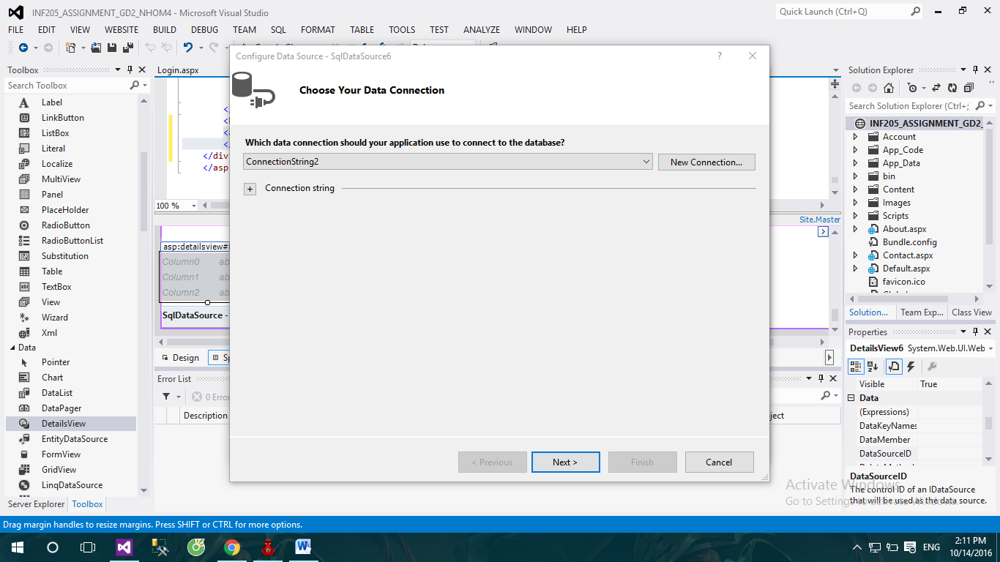 INF205_ASSIGNMENT_GD2_NHOM4 - Microsoft Visual Studio
Quick Launch (Ctrl+Q)
FILE EDIT VIEW WEBSITE BUILD DEBUG TEAM SQL FORMAT TABLE TOOLS TEST ANALYZE WINDOW HELP
Toolbox
Search Toolbox
Label
LinkButton
ListBox
Literal
Localize
MultiView
Panel
PlaceHolder
RadioButton
RadioButtonList
Substitution
Table
TextBox
View
Wizard
Xml
Data
Pointer
Chart
DataList
DataPager
DetailsView
EntityDataSource
FormView
GridView
LinqDataSource
Server Explorer Toolbox
Login.aspx
</div
</asp
100 %
Site.Master
asp:detailsview#
Column0 ab
Column1 ab
Column2 ab
SqlDataSource -
Design
Error List
0 Error
Description
Configure Data Source - SqlDataSource6
?
Choose Your Data Connection
Which data connection should your application use to connect to the database?
ConnectionString2
New Connection...
+ Connection string
< Previous Next > Finish Cancel
Solution Explorer
Search Solution Explorer (Ctrl+;
INF205_ASSIGNMENT_GD2_
Account
App_Code
App_Data
bin
Content
Images
Scripts
About.aspx
Bundle.config
Contact.aspx
Default.aspx
favicon.ico
Solution... Team Exp... Class View
Properties
DetailsView6 System.Web.UI.Web
Visible True
Data
(Expressions)
DataKeyNames
DataMember
DataSourceID
DataSourceID
The control ID of an IDataSource
that will be used as the data source.
Activate Windows
Go to Settings to activate Windows.
Drag margin handles to resize margins. Press SHIFT or CTRL for more options.
ENG
2:11 PM
10/14/2016